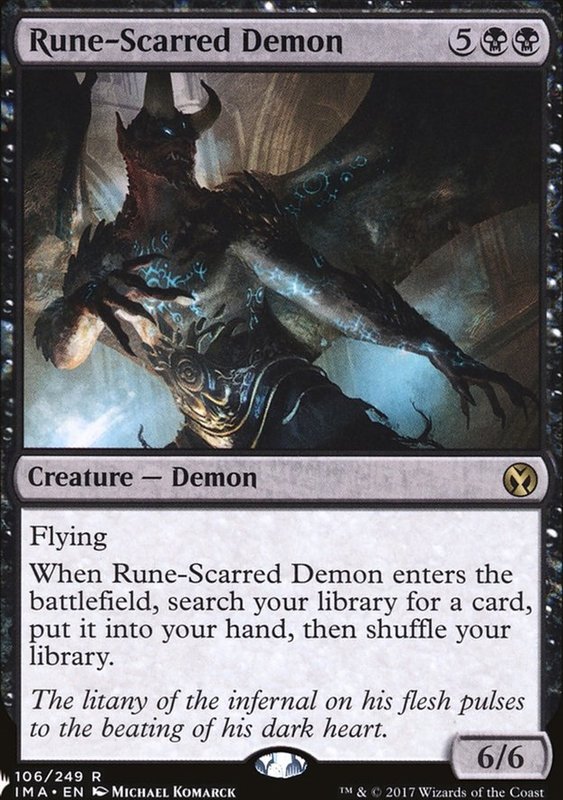 Rune-Scarred Demon 5
Creature — Demon
Flying
When Rune-Scarred Demon enters the
battlefield, search your library for a card,
put it into your hand, then shuffle your
library.
The litany of the infernal on his flesh pulses
to the beating of his dark heart.
6/6
106/249 R
IMA • EN Michael Komarck
™ & © 2017 Wizards of the Coast